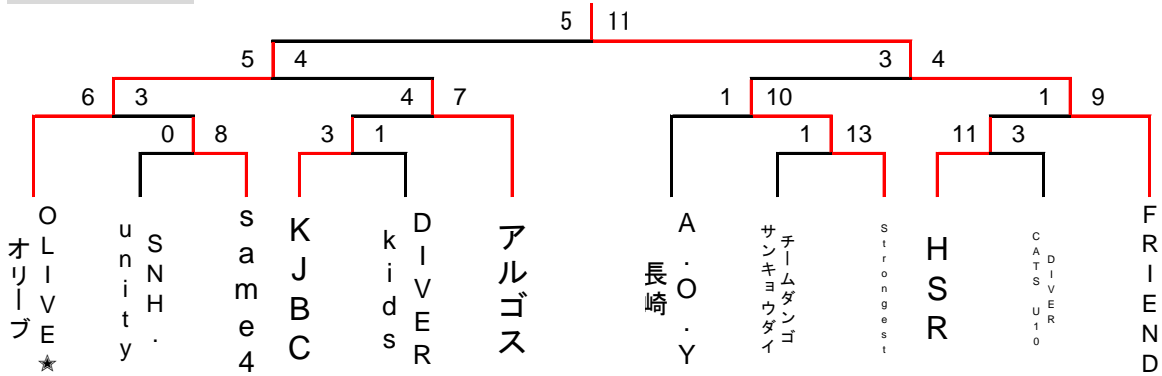 5 11
5 4
3 4
6 3
4 7
1 10
1 9
0 8
3 1
1 13
11 3
OLIVE★
オリーブ
SNH.
unity
same4
KJBC
DIVER
kids
アルゴス
A.O.Y
長崎
チームダンゴ
サンキョウダイ
Strongest
HSR
DIVER
CATS U10
FRIEND